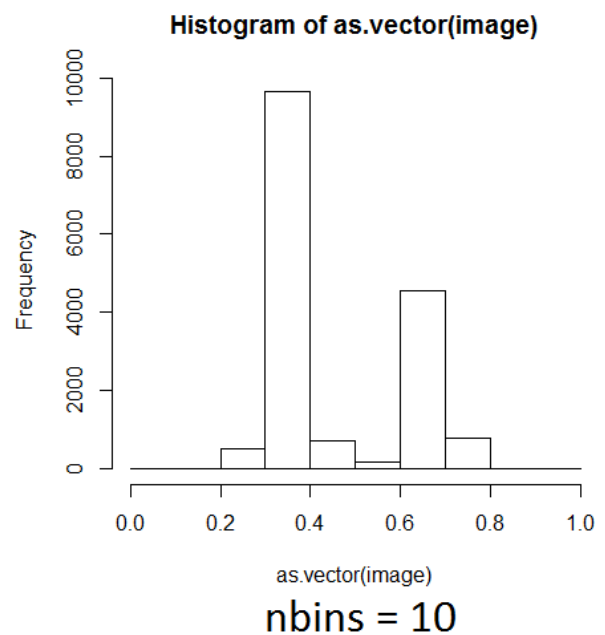 Histogram of as.vector(image)
Frequency
10000
8000
6000
4000
2000
0
0.0 0.2 0.4 0.6 0.8 1.0
as.vector(image)
nbins = 10